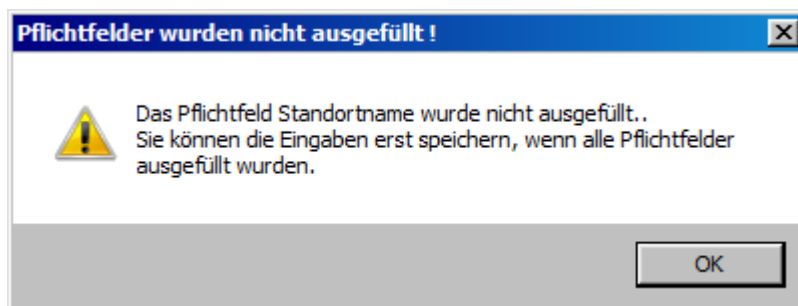 Pflichtfelder wurden nicht ausgefüllt !
Das Pflichtfeld Standortname wurde nicht ausgefüllt..
Sie können die Eingaben erst speichern, wenn alle Pflichtfelder
ausgefüllt wurden.
OK